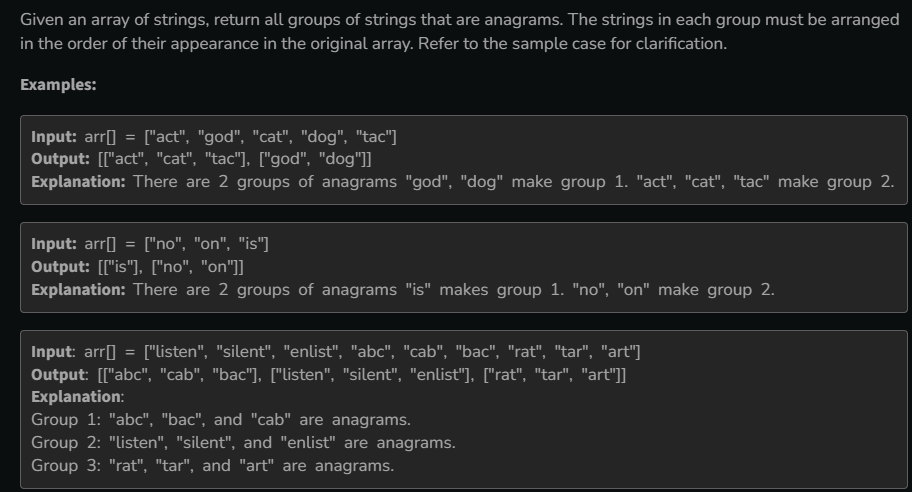 Given an array of strings, return all groups of strings that are anagrams. The strings in each group must be arranged
in the order of their appearance in the original array. Refer to the sample case for clarification.
Examples:
Input: arr[] = ["act", "god", "cat", "dog", "tac"]
Output: [["act", "cat", "tac"], ["god", "dog"]]
Explanation: There are 2 groups of anagrams "god", "dog" make group 1. "act", "cat", "tac" make group 2.
Input: arr[] = ["no", "on", "is"]
Output: [["is"], ["no", "on"]]
Explanation: There are 2 groups of anagrams "is" makes group 1. "no", "on" make group 2.
Input: arr[] = ["listen", "silent", "enlist", "abc", "cab", "bac", "rat", "tar", "art"]
Output: [["abc", "cab", "bac"], ["listen", "silent", "enlist"], ["rat", "tar", "art"]]
Explanation:
Group 1: "abc", "bac", and "cab" are anagrams.
Group 2: "listen", "silent", and "enlist" are anagrams.
Group 3: "rat", "tar", and "art" are anagrams.